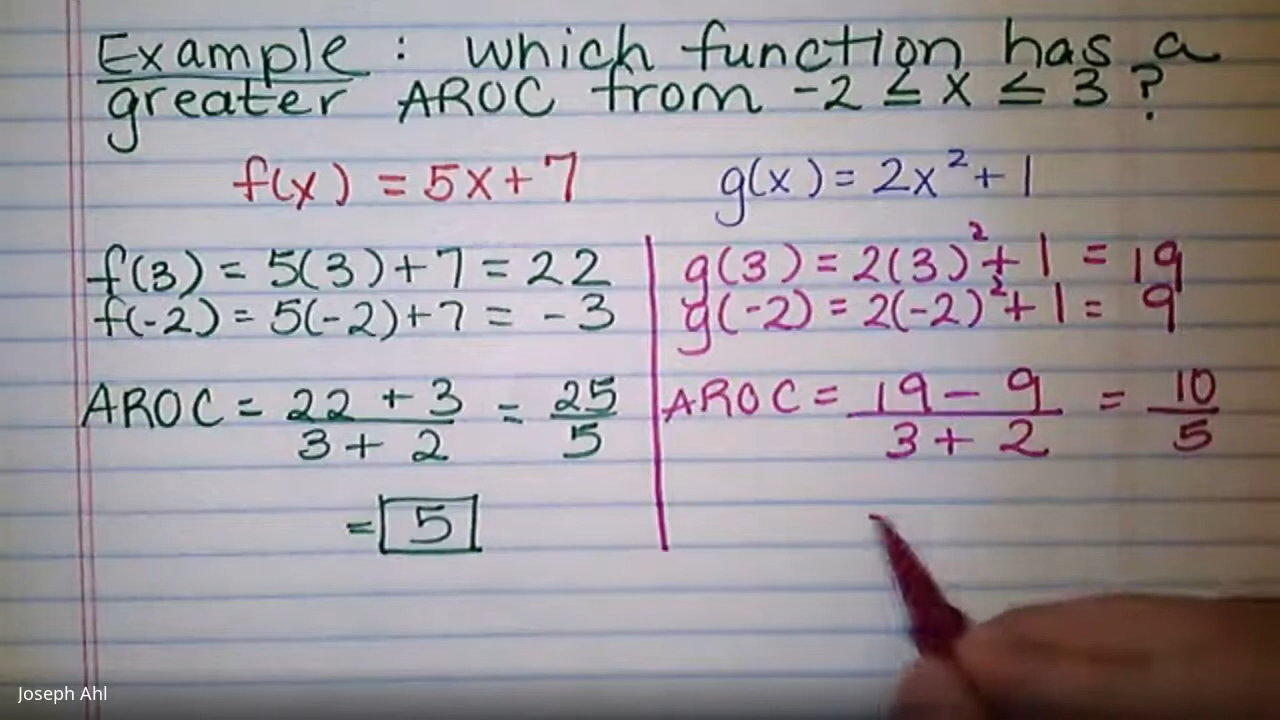 Example : which function has a
greater AROC from -2 ≤ x ≤ 3 ?
f(x) = 5x+7
g(x) = 2x²+1
f(3) = 5(3)+7 = 22
f(-2) = 5(-2)+7 = -3
AROC = 22 + 3 / 3 + 2 = 25 / 5
= 5
g(3) = 2(3)²+1 = 19
g(-2) = 2(-2)²+1 = 9
AROC = 19 - 9 / 3 + 2 = 10 / 5
Joseph Ahl